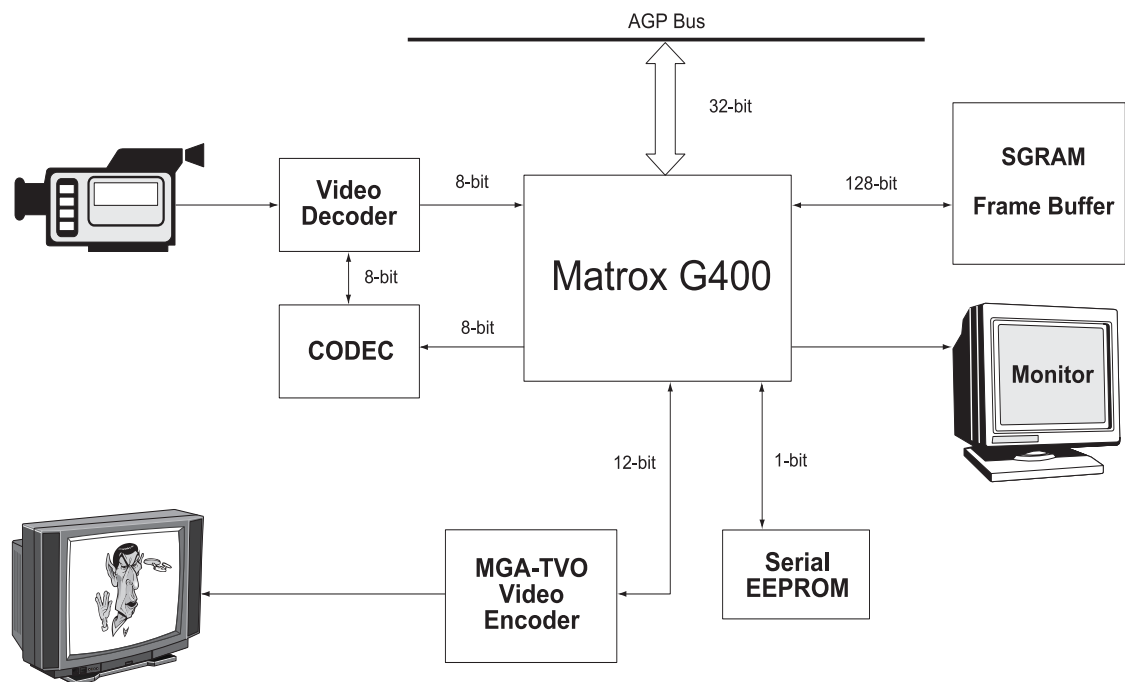 AGP Bus
32-bit
SGRAM
Frame Buffer
128-bit
Video
Decoder
8-bit
8-bit
Matrox G400
CODEC
8-bit
Monitor
12-bit
1-bit
MGA-TVO
Video
Encoder
Serial
EEPROM